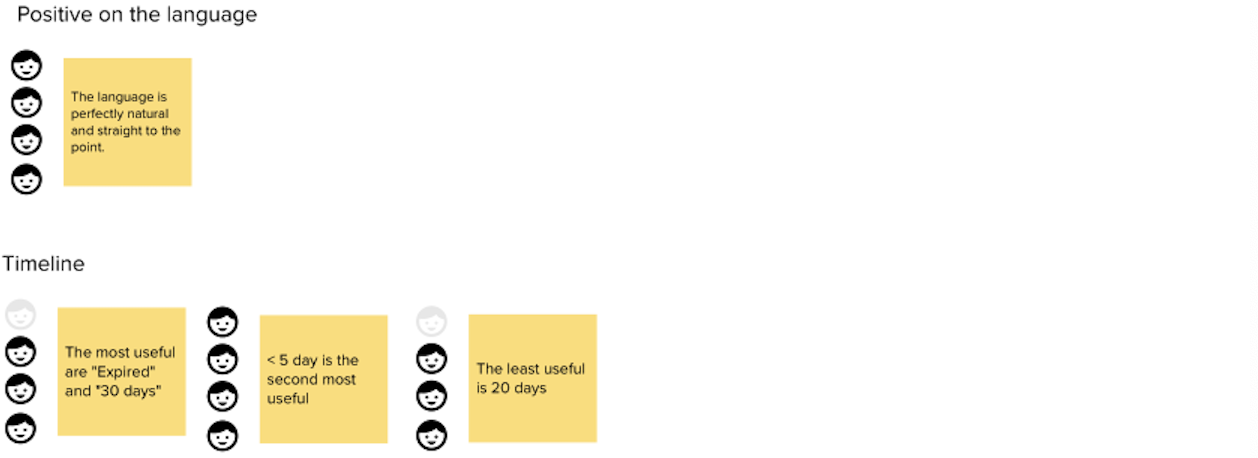 Positive on the language
The language is
perfectly natural
and straight to the
point.
Timeline
The most useful
are "Expired"
and "30 days"
< 5 day is the
second most
useful
The least useful
is 20 days